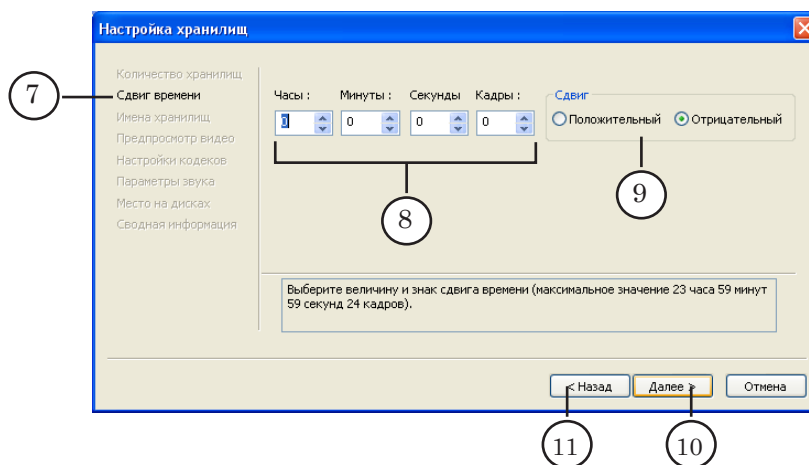 Настройка хранилищ
Количество хранилищ
7
Сдвиг времени
Имена хранилищ
Предпросмотр видео
Настройки кодеков
Параметры звука
Место на дисках
Сводная информация
Часы : Минуты : Секунды Кадры :
0 0 0 0
Сдвиг
Положительный Отрицательный
8
9
Выберите величину и знак сдвига времени (максимальное значение 23 часа 59 минут
59 секунд 24 кадров).
< Назад Далее > Отмена
11 10